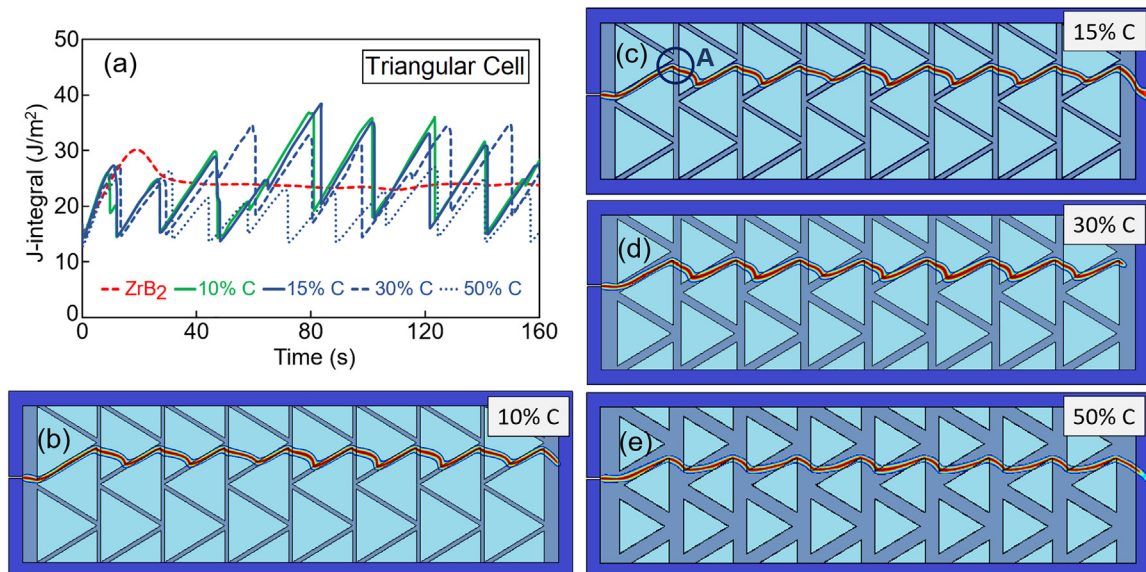 (a)
Triangular Cell
J-integral (J/m²)
50
40
30
20
10
0
ZrB₂ 10% C 15% C 30% C 50% C
0 40 80 120 160
Time (s)
(b)
10% C
(c)
A
15% C
(d)
30% C
(e)
50% C